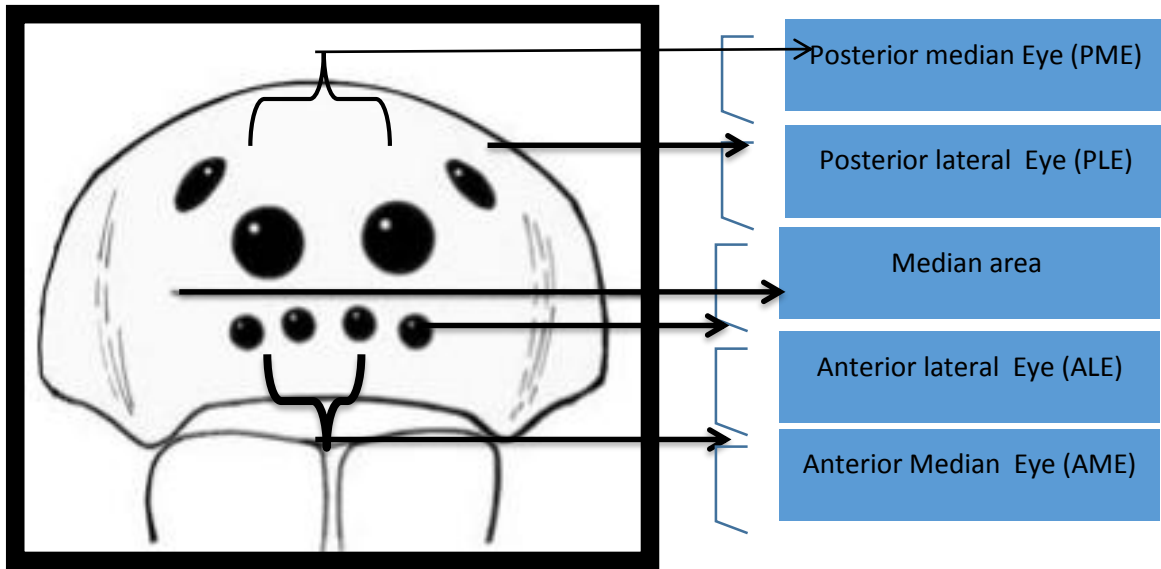 Posterior median Eye (PME)
Posterior lateral  Eye (PLE)
Median area
Anterior lateral  Eye (ALE)
Anterior Median  Eye (AME)